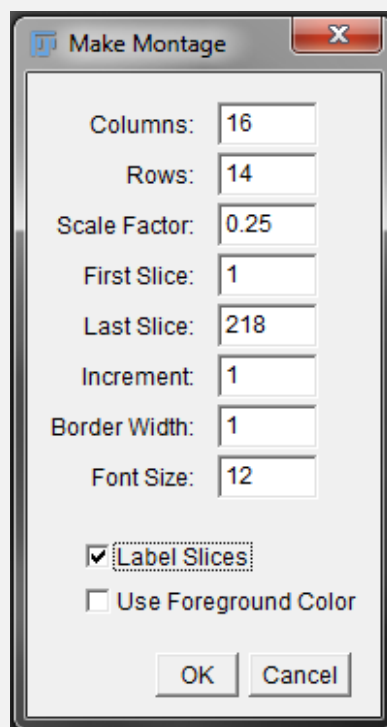 Make Montage
Columns: 16
Rows: 14
Scale Factor: 0.25
First Slice: 1
Last Slice: 218
Increment: 1
Border Width: 1
Font Size: 12
Label Slices
Use Foreground Color
OK Cancel